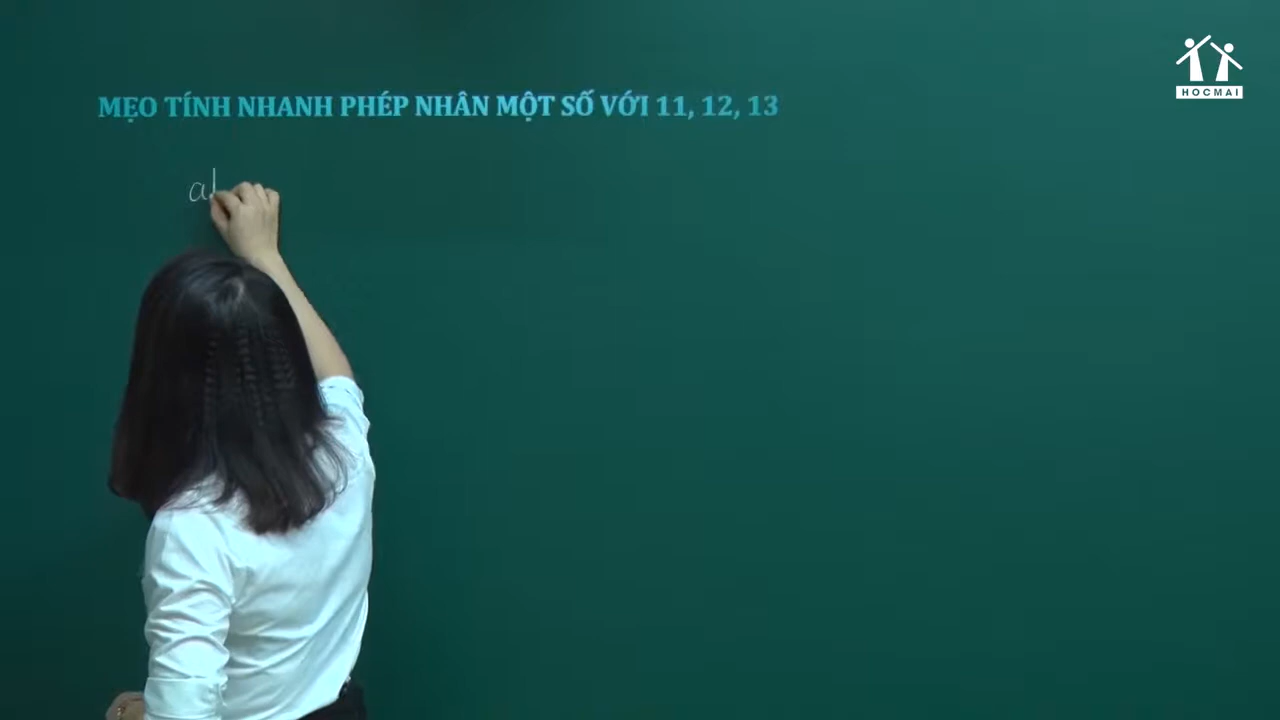 HOCMAI
MẸO TÍNH NHANH PHÉP NHÂN MỘT SỐ VỚI 11, 12, 13